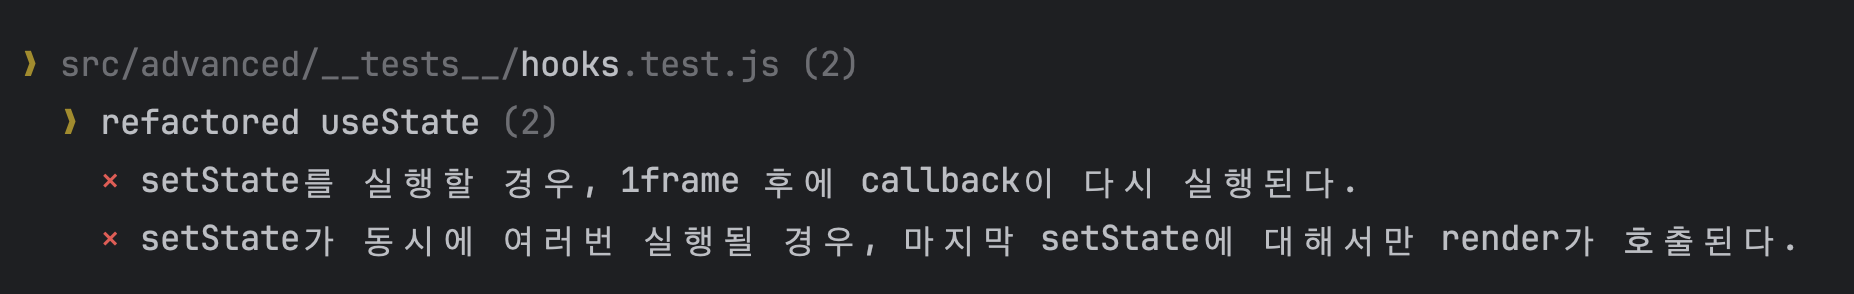 ❯ src/advanced/__tests__/hooks.test.js (2)
❯ refactored useState (2)
× setState를 실행할 경우, 1frame 후에 callback이 다시 실행된다.
× setState가 동시에 여러번 실행될 경우, 마지막 setState에 대해서만 render가 호출된다.